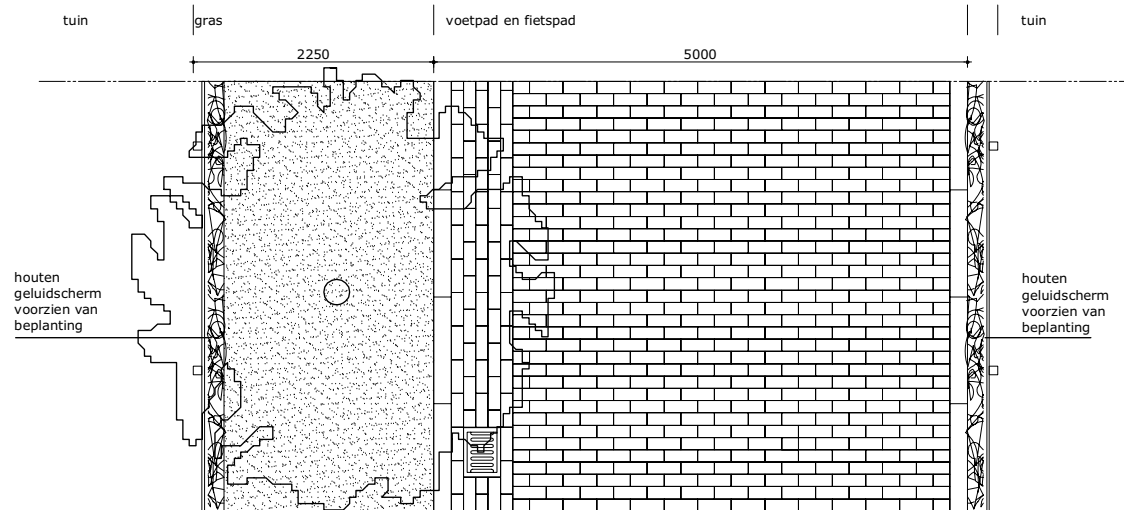 tuin
gras
voetpad en fietspad
tuin
2250
5000
houten
geluidscherm
voorzien van
beplanting
houten
geluidscherm
voorzien van
beplanting